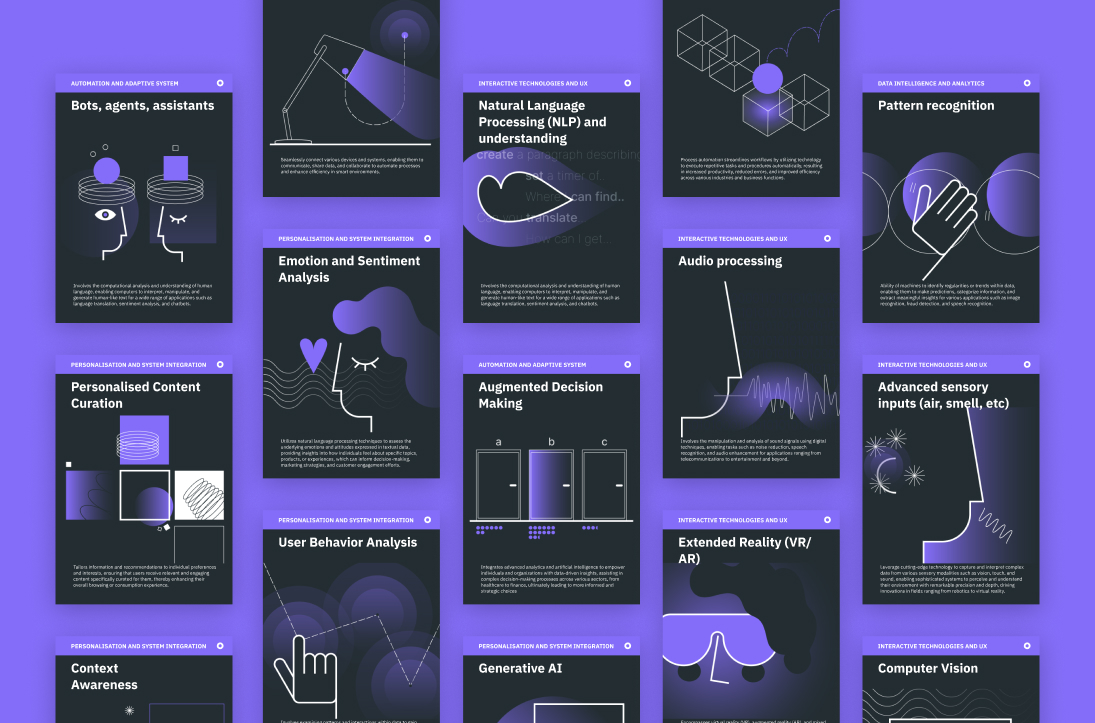 AUTOMATION AND ADAPTIVE SYSTEM
Bots, agents, assistants
Involves the computational analysis and understanding of human
language, enabling computers to interpret, manipulate, and
generate human-like text for a wide range of applications such as
language translation, sentiment analysis, and chatbots.
PERSONALISATION AND SYSTEM INTEGRATION
Personalised Content
Curation
Tailors information and recommendations to individual preferences
and interests, ensuring that users receive relevant and engaging
content specifically curated for them, thereby enhancing their
overall browsing or consumption experience.
PERSONALISATION AND SYSTEM INTEGRATION
Context
Awareness
Seamlessly connect various devices and systems, enabling them to
communicate, share data, and collaborate to automate processes
and enhance efficiency in smart environments.
PERSONALISATION AND SYSTEM INTEGRATION
Emotion and Sentiment
Analysis
Utilizes natural language processing techniques to assess the
underlying emotions and attitudes expressed in textual data,
providing insights into how individuals feel about specific topics,
products, or experiences, which can inform decision-making,
marketing strategies, and customer engagement efforts.
PERSONALISATION AND SYSTEM INTEGRATION
User Behavior Analysis
INTERACTIVE TECHNOLOGIES AND UX
Natural Language
Processing (NLP) and
understanding
create a paragraph describing
set a timer of..
Where can find..
translate
How can I get..
Involves the computational analysis and understanding of human
language, enabling computers to interpret, manipulate, and
generate human-like text for a wide range of applications such as
language translation, sentiment analysis, and chatbots.
AUTOMATION AND ADAPTIVE SYSTEM
Augmented Decision
Making
a b c
Integrates advanced analytics and artificial intelligence to empower
individuals and organizations with data-driven insights, assisting in
complex decision-making processes across various sectors, from
healthcare to finance, ultimately leading to more informed and
strategic choices
PERSONALISATION AND SYSTEM INTEGRATION
Generative AI
Process automation streamlines workflows by utilizing technology
to execute repetitive tasks and procedures automatically, resulting
in increased productivity, reduced errors, and improved efficiency
across various industries and business functions.
INTERACTIVE TECHNOLOGIES AND UX
Audio processing
Involves the manipulation and analysis of sound signals using digital
techniques, enabling tasks such as noise reduction, speech
recognition, and audio enhancement for applications ranging from
telecommunications to entertainment and beyond.
INTERACTIVE TECHNOLOGIES AND UX
Extended Reality (VR/
AR)
DATA INTELLIGENCE AND ANALYTICS
Pattern recognition
Ability of machines to identify regularities or trends within data,
enabling them to make predictions, categorize information, and
extract meaningful insights for various applications such as image
recognition, fraud detection, and speech recognition.
INTERACTIVE TECHNOLOGIES AND UX
Advanced sensory
inputs (air, smell, etc)
Leverage cutting-edge technology to capture and interpret complex
data from various sensory modalities such as vision, touch, and
sound, enabling sophisticated systems to perceive and understand
their environment with remarkable precision and depth, driving
innovations in fields ranging from robotics to virtual reality.
INTERACTIVE TECHNOLOGIES AND UX
Computer Vision